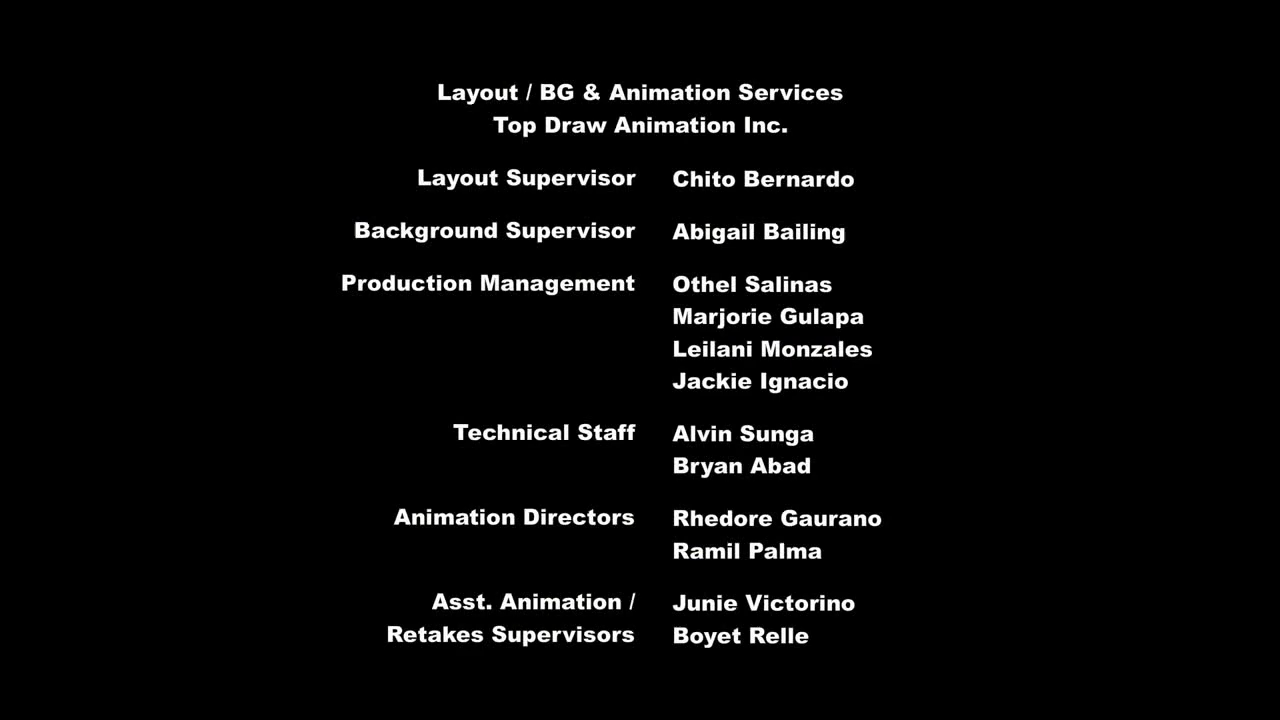 Layout / BG & Animation Services
Top Draw Animation Inc.
Layout Supervisor Chito Bernardo
Background Supervisor Abigail Bailing
Production Management Othel Salinas
Marjorie Gulapa
Leilani Monzales
Jackie Ignacio
Technical Staff Alvin Sunga
Bryan Abad
Animation Directors Rhedore Gaurano
Ramil Palma
Asst. Animation / Junie Victorino
Retakes Supervisors Boyet Relle